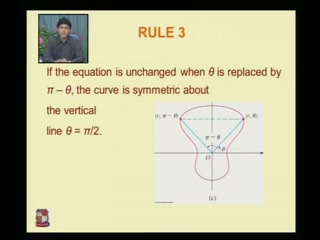 RULE 3
If the equation is unchanged when θ is replaced by
π – θ, the curve is symmetric about
the vertical
line θ = π/2.
(r, π − θ)
(r, θ)
π − θ
θ
O
(c)